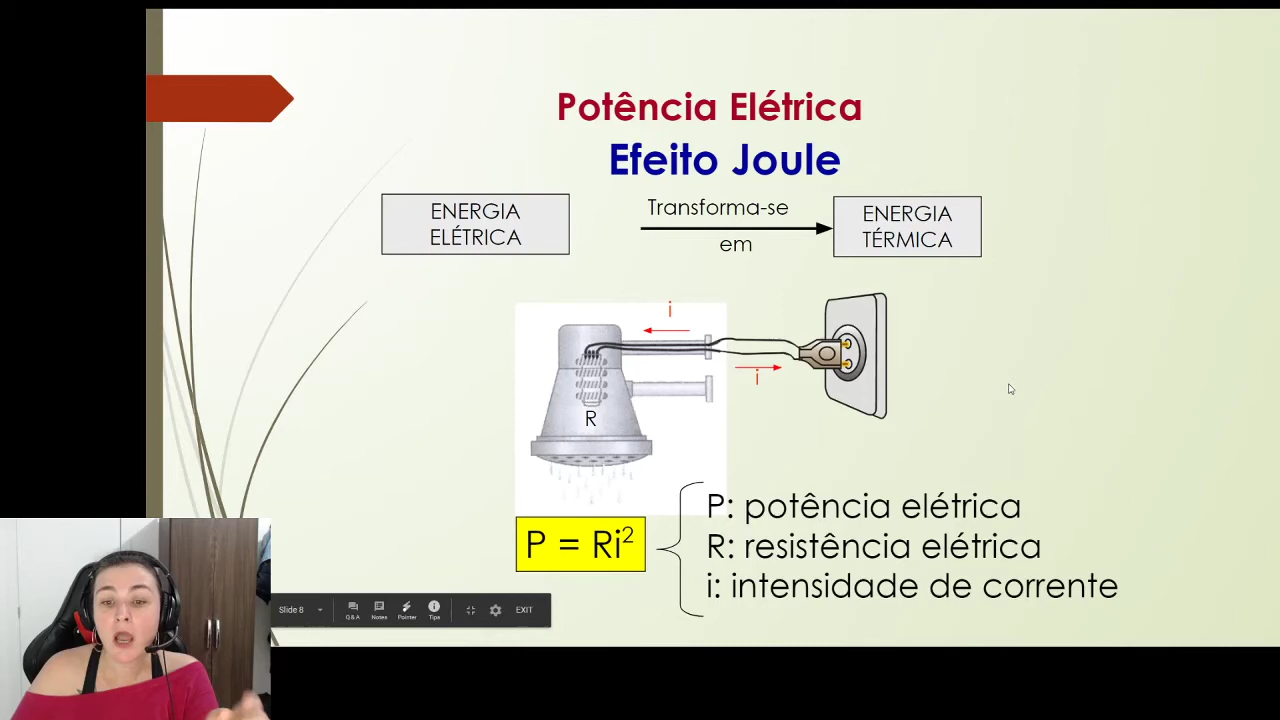 Potência Elétrica
Efeito Joule
ENERGIA
ELÉTRICA
Transforma-se
em
ENERGIA
TÉRMICA
i
i
R
P = Ri²
P: potência elétrica
R: resistência elétrica
i: intensidade de corrente
Slide 8
Q & A
Notes
Pointer
Tips
EXIT